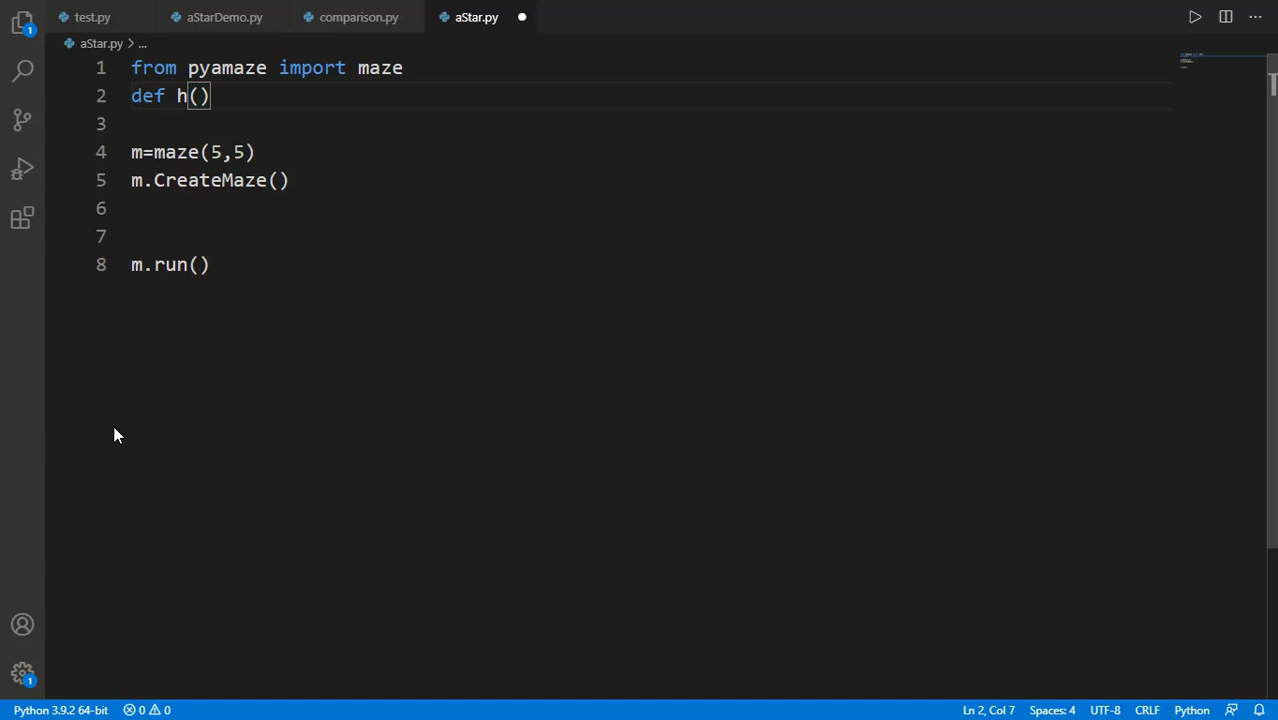 test.py aStarDemo.py comparison.py aStar.py
aStar.py > ...
1 from pyamaze import maze
2 def h()
3
4 m=maze(5,5)
5 m.CreateMaze()
6
7
8 m.run()
1
1
Python 3.9.2 64-bit 0 0 Ln 2, Col 7 Spaces: 4 UTF-8 CRLF Python